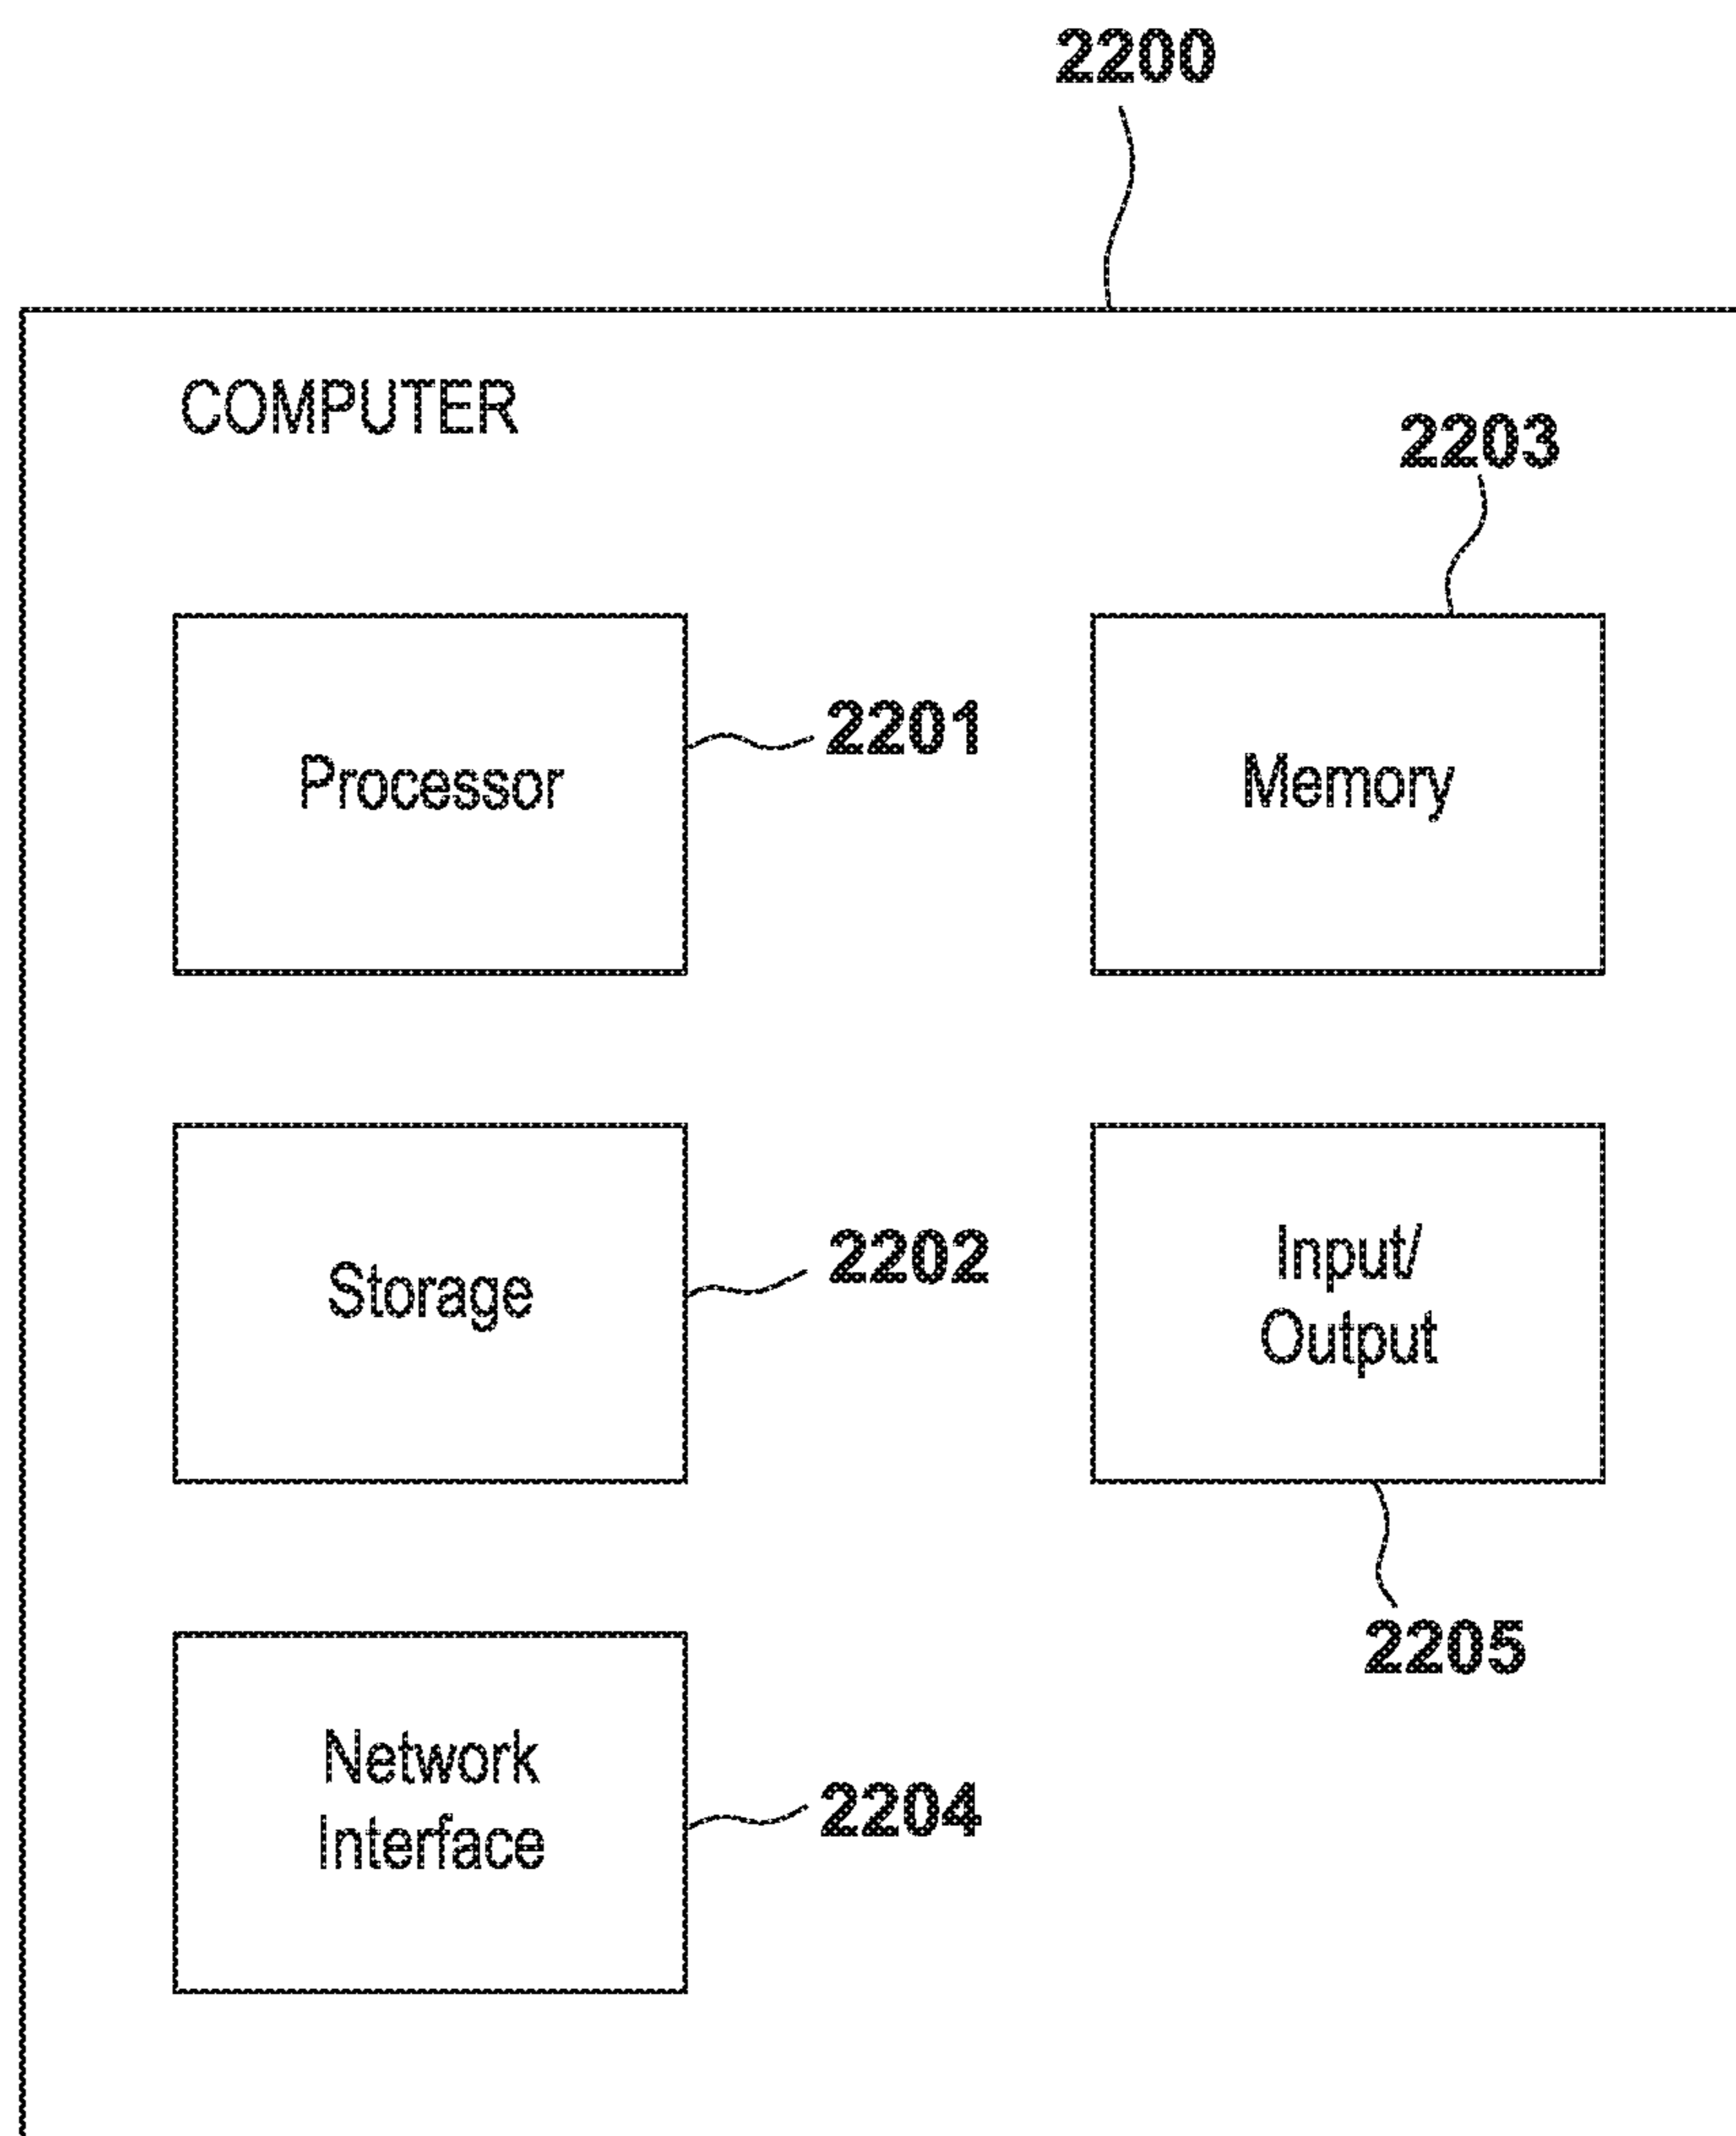 2200
COMPUTER
2203
Processor
2201
Memory
Storage
2202
Input/
Output
2205
Network
Interface
2204